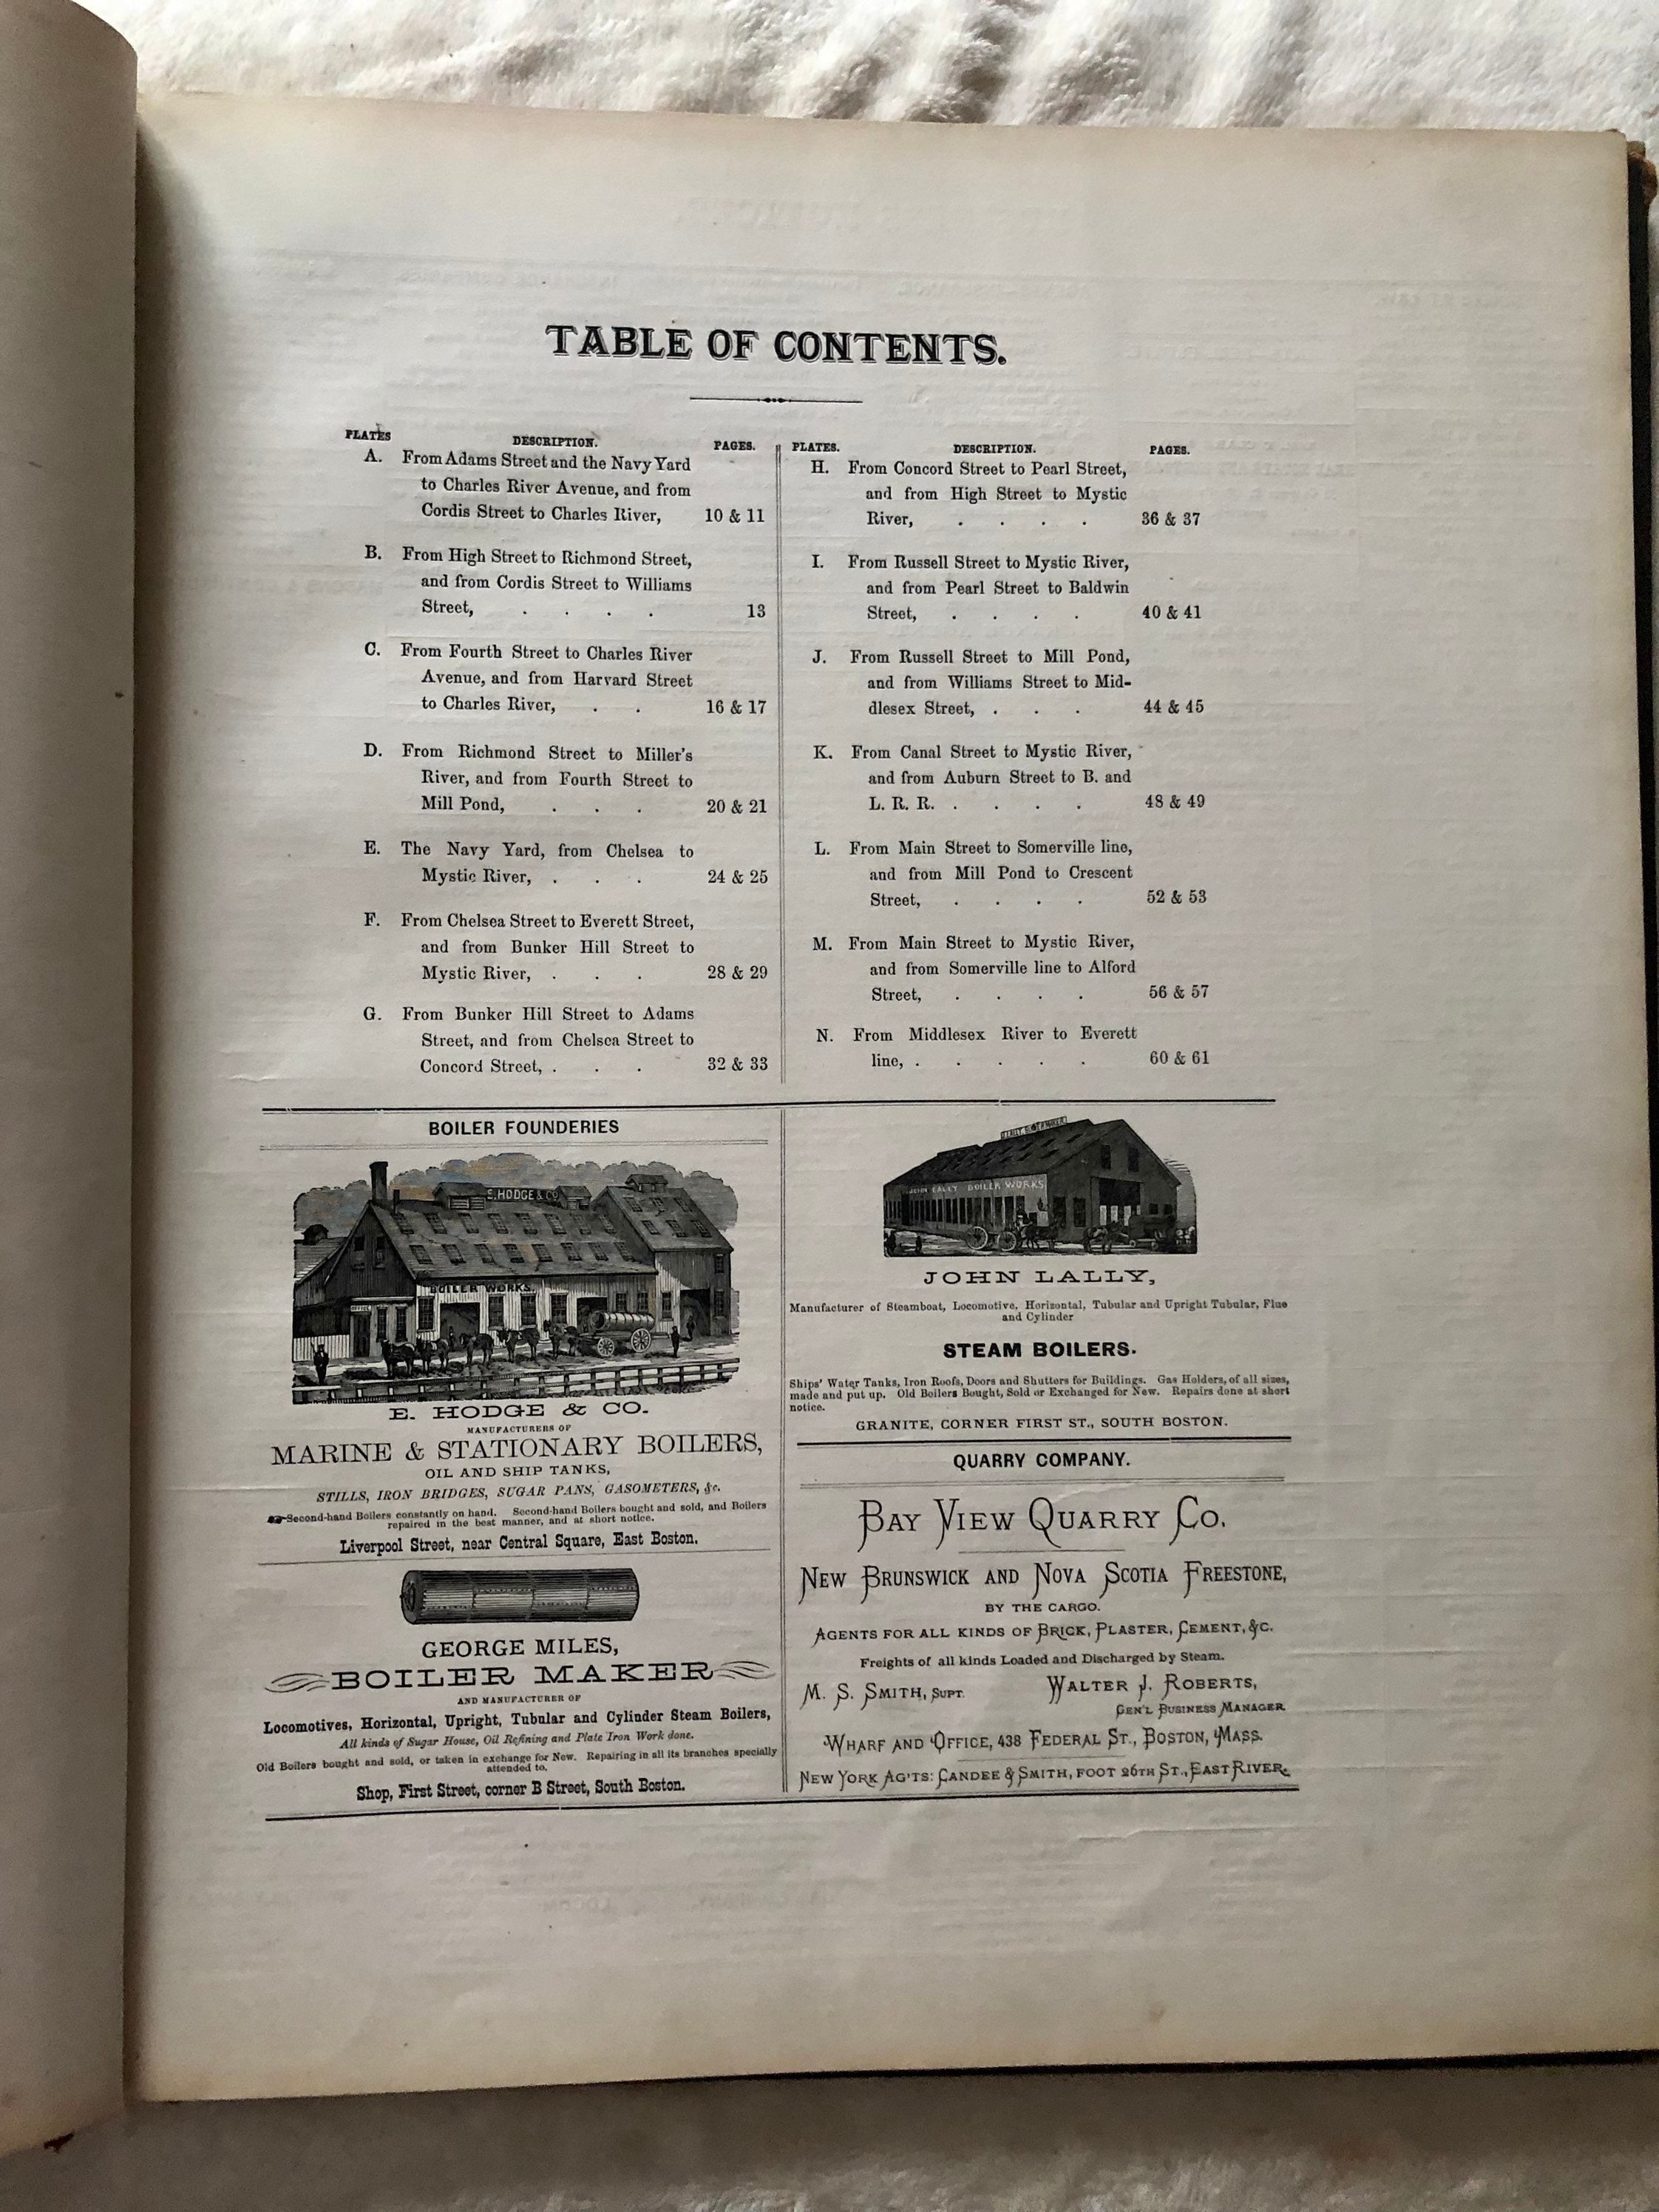 TABLE OF CONTENTS.
PLATES DESCRIPTION. PAGES.
A. From Adams Street and the Navy Yard
to Charles River Avenue, and from
Cordis Street to Charles River, 10 & 11
B. From High Street to Richmond Street,
and from Cordis Street to Williams
Street, . . . . 13
C. From Fourth Street to Charles River
Avenue, and from Harvard Street
to Charles River, . . 16 & 17
D. From Richmond Street to Miller's
River, and from Fourth Street to
Mill Pond, . . . 20 & 21
E. The Navy Yard, from Chelsea to
Mystic River, . . . 24 & 25
F. From Chelsea Street to Everett Street,
and from Bunker Hill Street to
Mystic River, . . . 28 & 29
G. From Bunker Hill Street to Adams
Street, and from Chelsea Street to
Concord Street, . . . 32 & 33
PLATES. DESCRIPTION. PAGES.
H. From Concord Street to Pearl Street,
and from High Street to Mystic
River, . . . . 36 & 37
I. From Russell Street to Mystic River,
and from Pearl Street to Baldwin
Street, . . . . 40 & 41
J. From Russell Street to Mill Pond,
and from Williams Street to Mid-
dlesex Street, . . . 44 & 45
K. From Canal Street to Mystic River,
and from Auburn Street to B. and
L. R. R. . . . . 48 & 49
L. From Main Street to Somerville line,
and from Mill Pond to Crescent
Street, . . . . 52 & 53
M. From Main Street to Mystic River,
and from Somerville line to Alford
Street, . . . . 56 & 57
N. From Middlesex River to Everett
line, . . . . . 60 & 61
BOILER FOUNDERIES
E. HODGE & CO.
BOILER WORKS.
OFFICE
E. HODGE & CO.
MANUFACTURERS OF
MARINE & STATIONARY BOILERS,
OIL AND SHIP TANKS,
STILLS, IRON BRIDGES, SUGAR PANS, GASOMETERS, &c.
Second-hand Boilers constantly on hand. Second-hand Boilers bought and sold, and Boilers
repaired in the best manner, and at short notice.
Liverpool Street, near Central Square, East Boston.
GEORGE MILES,
BOILER MAKER
AND MANUFACTURER OF
Locomotives, Horizontal, Upright, Tubular and Cylinder Steam Boilers,
All kinds of Sugar House, Oil Refining and Plate Iron Work done.
Old Boilers bought and sold, or taken in exchange for New. Repairing in all its branches specially
attended to.
Shop, First Street, corner B Street, South Boston.
JOHN LALLY BOILER WORKS
JOHN LALLY,
Manufacturer of Steamboat, Locomotive, Horizontal, Tubular and Upright Tubular, Flue
and Cylinder
STEAM BOILERS.
Ships' Water Tanks, Iron Roofs, Doors and Shutters for Buildings. Gas Holders, of all sizes,
made and put up. Old Boilers Bought, Sold or Exchanged for New. Repairs done at short
notice.
GRANITE, CORNER FIRST ST., SOUTH BOSTON.
QUARRY COMPANY.
BAY VIEW QUARRY CO.
NEW BRUNSWICK AND NOVA SCOTIA FREESTONE,
BY THE CARGO.
AGENTS FOR ALL KINDS OF BRICK, PLASTER, CEMENT, &C.
Freights of all kinds Loaded and Discharged by Steam.
M. S. SMITH, SUPT. WALTER J. ROBERTS,
GEN'L BUSINESS MANAGER.
WHARF AND OFFICE, 438 FEDERAL ST., BOSTON, MASS.
NEW YORK AG'TS: CANDEE & SMITH, FOOT 26TH ST., EAST RIVER.